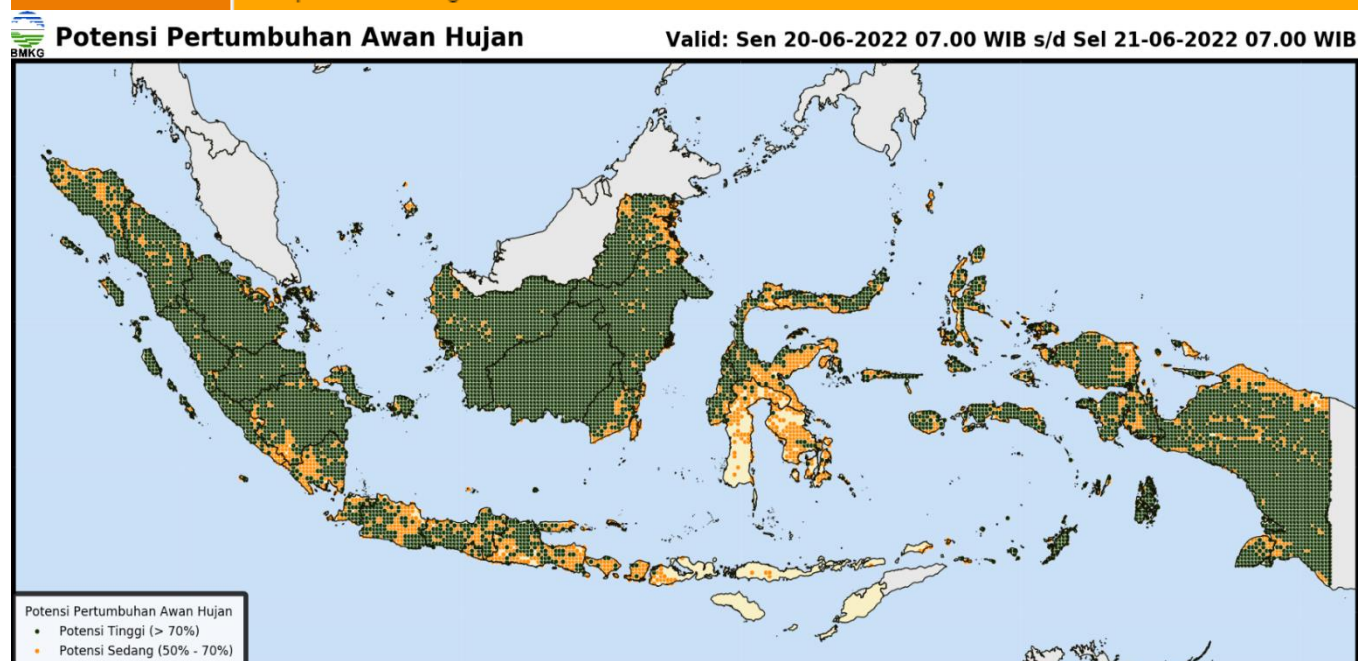 BMKG
Potensi Pertumbuhan Awan Hujan
Valid: Sen 20-06-2022 07.00 WIB s/d Sel 21-06-2022 07.00 WIB
Potensi Pertumbuhan Awan Hujan
Potensi Tinggi (> 70%)
Potensi Sedang (50% - 70%)